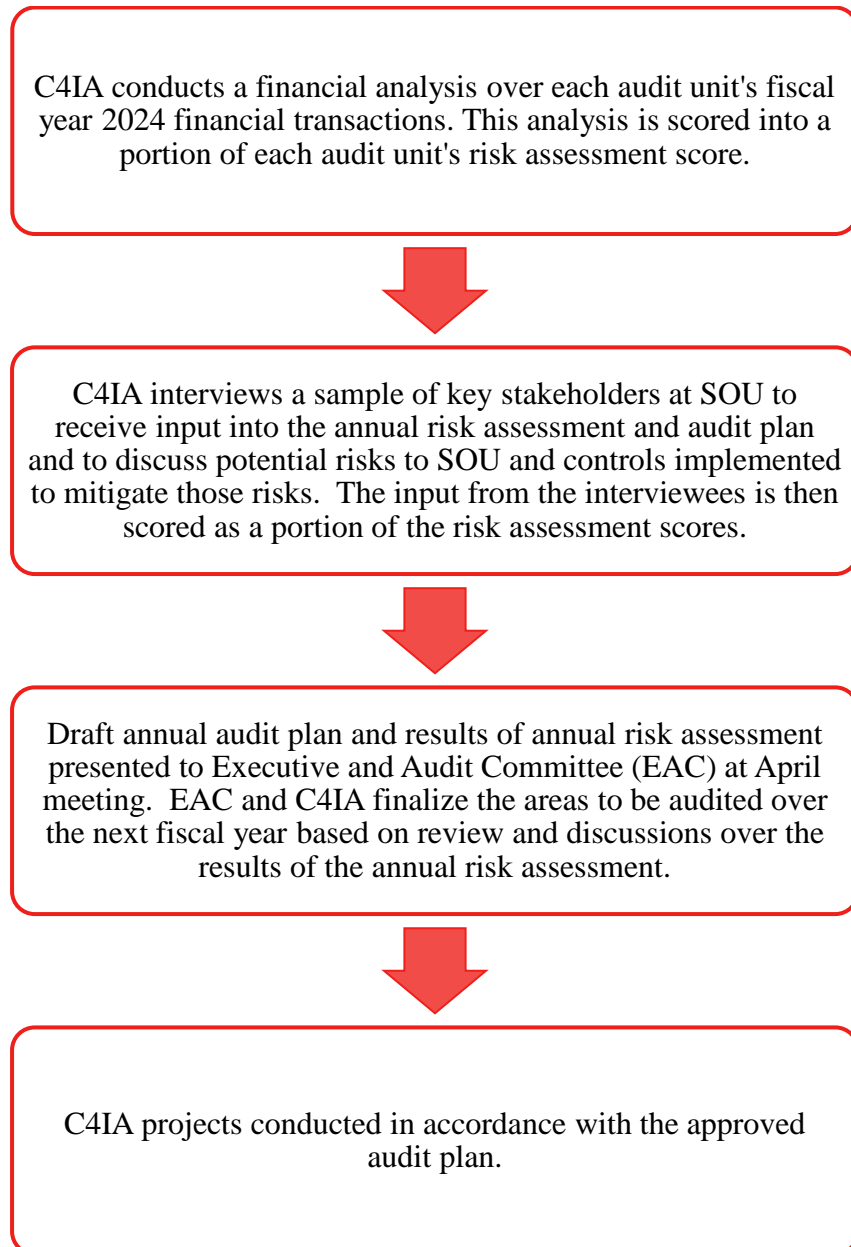 C4IA conducts a financial analysis over each audit unit's fiscal
year 2024 financial transactions. This analysis is scored into a
portion of each audit unit's risk assessment score.
C4IA interviews a sample of key stakeholders at SOU to
receive input into the annual risk assessment and audit plan
and to discuss potential risks to SOU and controls implemented
to mitigate those risks.  The input from the interviewees is then
scored as a portion of the risk assessment scores.
Draft annual audit plan and results of annual risk assessment
presented to Executive and Audit Committee (EAC) at April
meeting.  EAC and C4IA finalize the areas to be audited over
the next fiscal year based on review and discussions over the
results of the annual risk assessment.
C4IA projects conducted in accordance with the approved
audit plan.